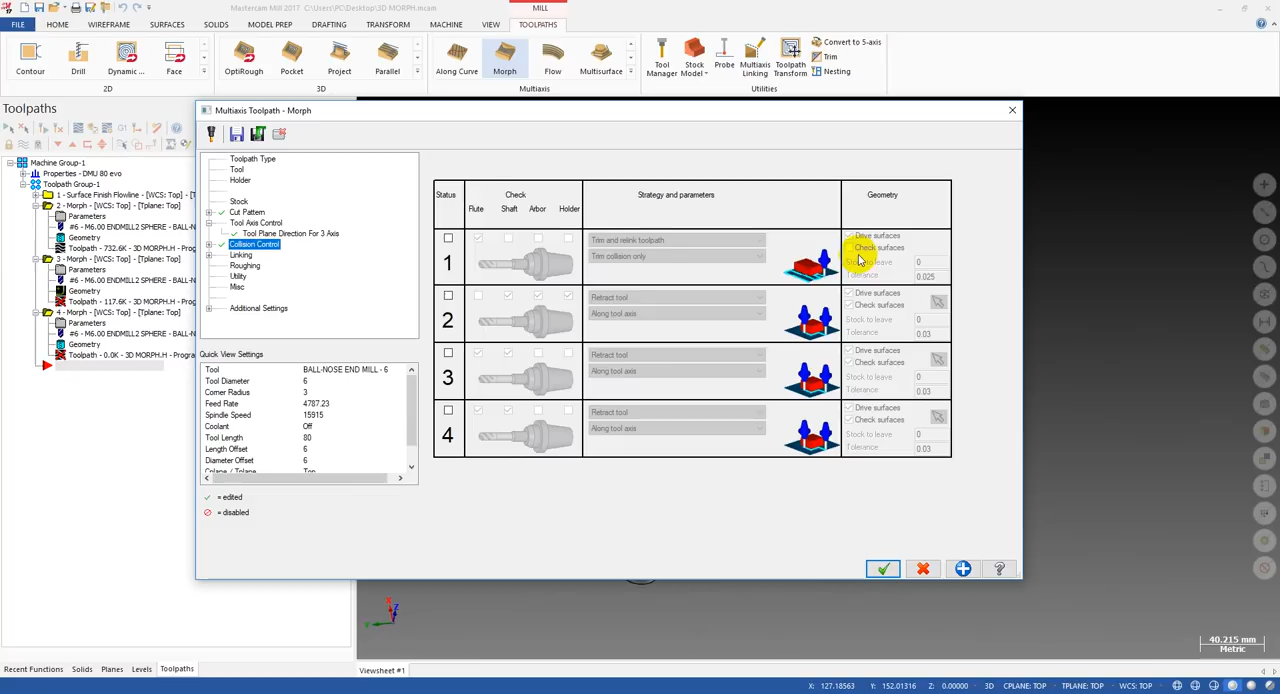 Mastercam Mill 2017 C:\Users\PC\Desktop\3D MORPH.mcam
MILL
FILE HOME WIREFRAME SURFACES SOLIDS MODEL PREP DRAFTING TRANSFORM MACHINE VIEW TOOLPATHS
Contour Drill Dynamic ... Face
OptiRough Pocket Project Parallel
Along Curve Morph Flow Multisurface
Tool Manager Stock Model Probe Multiaxis Linking Toolpath Transform
Convert to 5-axis
Trim
Nesting
2D 3D Multiaxis Utilities
Toolpaths
Machine Group-1
Properties - DMU 80 evo
Toolpath Group-1
1 - Surface Finish Flowline - [WCS: Top] - [T
2 - Morph - [WCS: Top] - [Tplane: Top]
Parameters
#6 - M6.00 ENDMILL2 SPHERE - BALL-N
Geometry
Toolpath - 732.6K - 3D MORPH.H - Prog
3 - Morph - [WCS: Top] - [Tplane: Top]
Parameters
#6 - M6.00 ENDMILL2 SPHERE - BALL-N
Geometry
Toolpath - 117.6K - 3D MORPH.H - Prog
4 - Morph - [WCS: Top] - [Tplane: Top]
Parameters
#6 - M6.00 ENDMILL2 SPHERE - BALL-N
Geometry
Toolpath - 0.0K - 3D MORPH.H - Progra
Multiaxis Toolpath - Morph
Toolpath Type
Tool
Holder
Stock
Cut Pattern
Tool Axis Control
Tool Plane Direction For 3 Axis
Collision Control
Linking
Roughing
Utility
Misc
Additional Settings
Quick View Settings
Tool BALL-NOSE END MILL - 6
Tool Diameter 6
Corner Radius 3
Feed Rate 4787.23
Spindle Speed 15915
Coolant Off
Tool Length 80
Length Offset 6
Diameter Offset 6
Cplane / Tplane Top
= edited
= disabled
Status Check Strategy and parameters Geometry
Flute Shaft Arbor Holder
1
Trim and relink toolpath
Trim collision only
Drive surfaces
Check surfaces
Stock to leave 0
Tolerance 0.025
2
Retract tool
Along tool axis
Drive surfaces
Check surfaces
Stock to leave 0
Tolerance 0.03
3
Retract tool
Along tool axis
Drive surfaces
Check surfaces
Stock to leave 0
Tolerance 0.03
4
Retract tool
Along tool axis
Drive surfaces
Check surfaces
Stock to leave 0
Tolerance 0.03
X
Z
Y
40.215 mm
Metric
Recent Functions Solids Planes Levels Toolpaths
Viewsheet #1
X: 127.18563 Y: 152.01316 Z: 0.00000 3D CPLANE: TOP TPLANE: TOP WCS: TOP